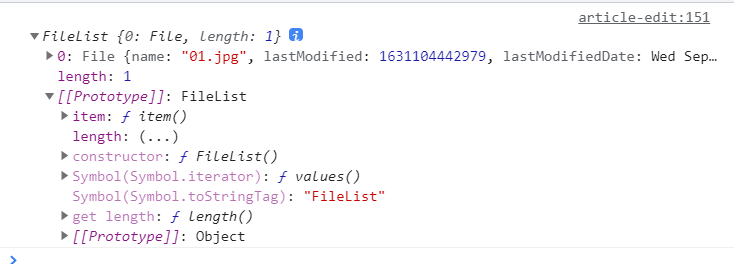 article-edit:151
FileList {0: File, length: 1} i
0: File {name: "01.jpg", lastModified: 1631104442979, lastModifiedDate: Wed Sep…
length: 1
[[Prototype]]: FileList
item: ƒ item()
length: (...)
constructor: ƒ FileList()
Symbol(Symbol.iterator): ƒ values()
Symbol(Symbol.toStringTag): "FileList"
get length: ƒ length()
[[Prototype]]: Object